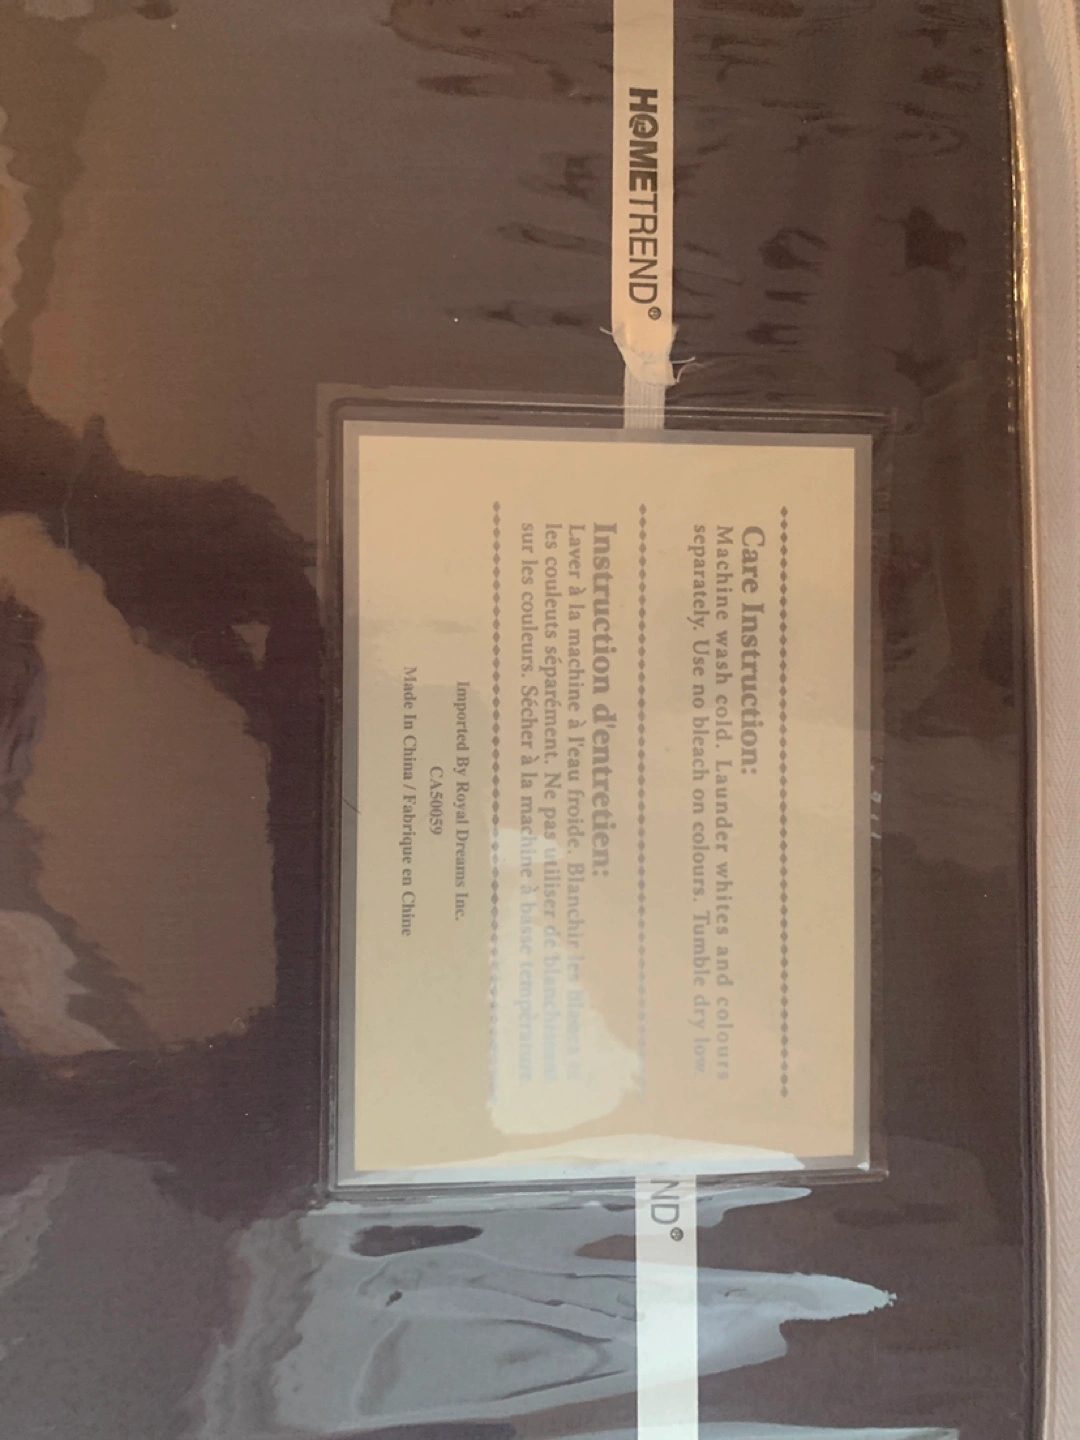 HOMETREND®
Care Instruction:
Machine wash cold. Launder whites and colours
separately. Use no bleach on colours. Tumble dry low.
Instruction d'entretien:
Laver à la machine à l'eau froide. Blanchir les blancs et
les couleuts séparément. Ne pas utiliser de blanchiment
sur les couleurs. Sécher à la machine à basse température.
Imported By Royal Dreams Inc.
CA50059
Made In China / Fabrique en Chine
ND®